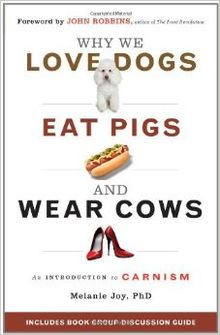 Foreword by JOHN ROBBINS, author of The Food Revolution
WHY WE
LOVE DOGS
EAT PIGS
AND
WEAR COWS
An INTRODUCTION to CARNISM
Melanie Joy, PhD
INCLUDES BOOK GROUP DISCUSSION GUIDE